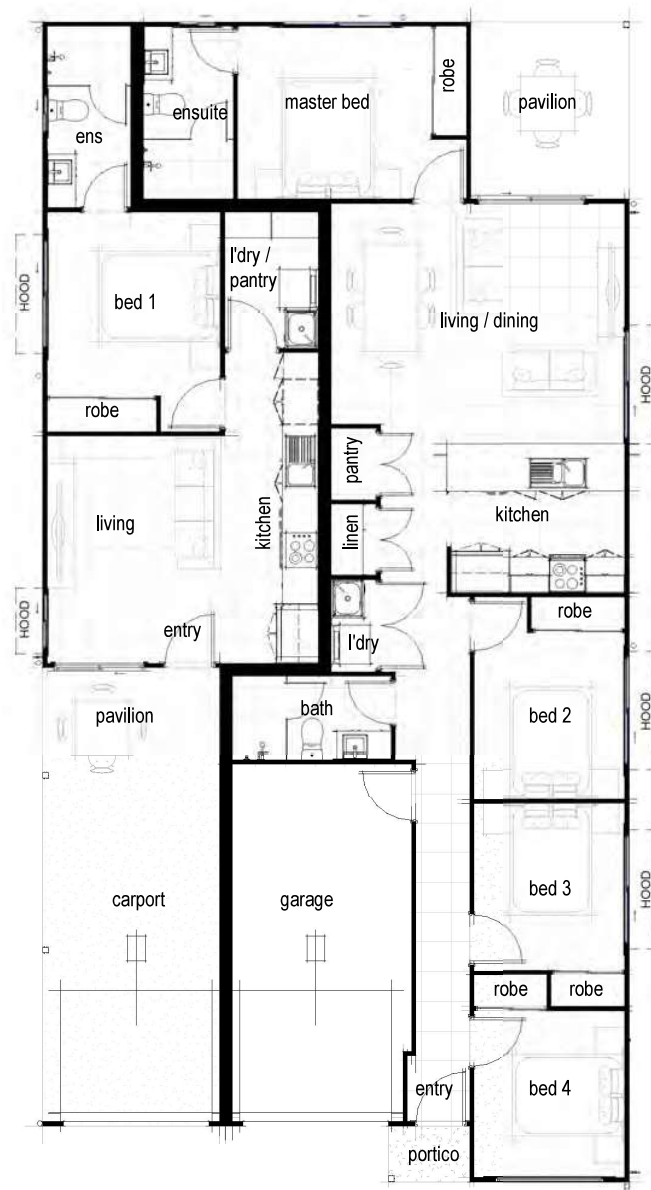 robe
master bed
pavilion
ensuite
ens
l'dry /
pantry
HOOD
bed 1
living / dining
HOOD
robe
pantry
linen
kitchen
living
kitchen
HOOD
entry
robe
l'dry
bath
pavilion
bed 2
HOOD
bed 3
HOOD
carport
garage
robe
robe
entry
bed 4
portico